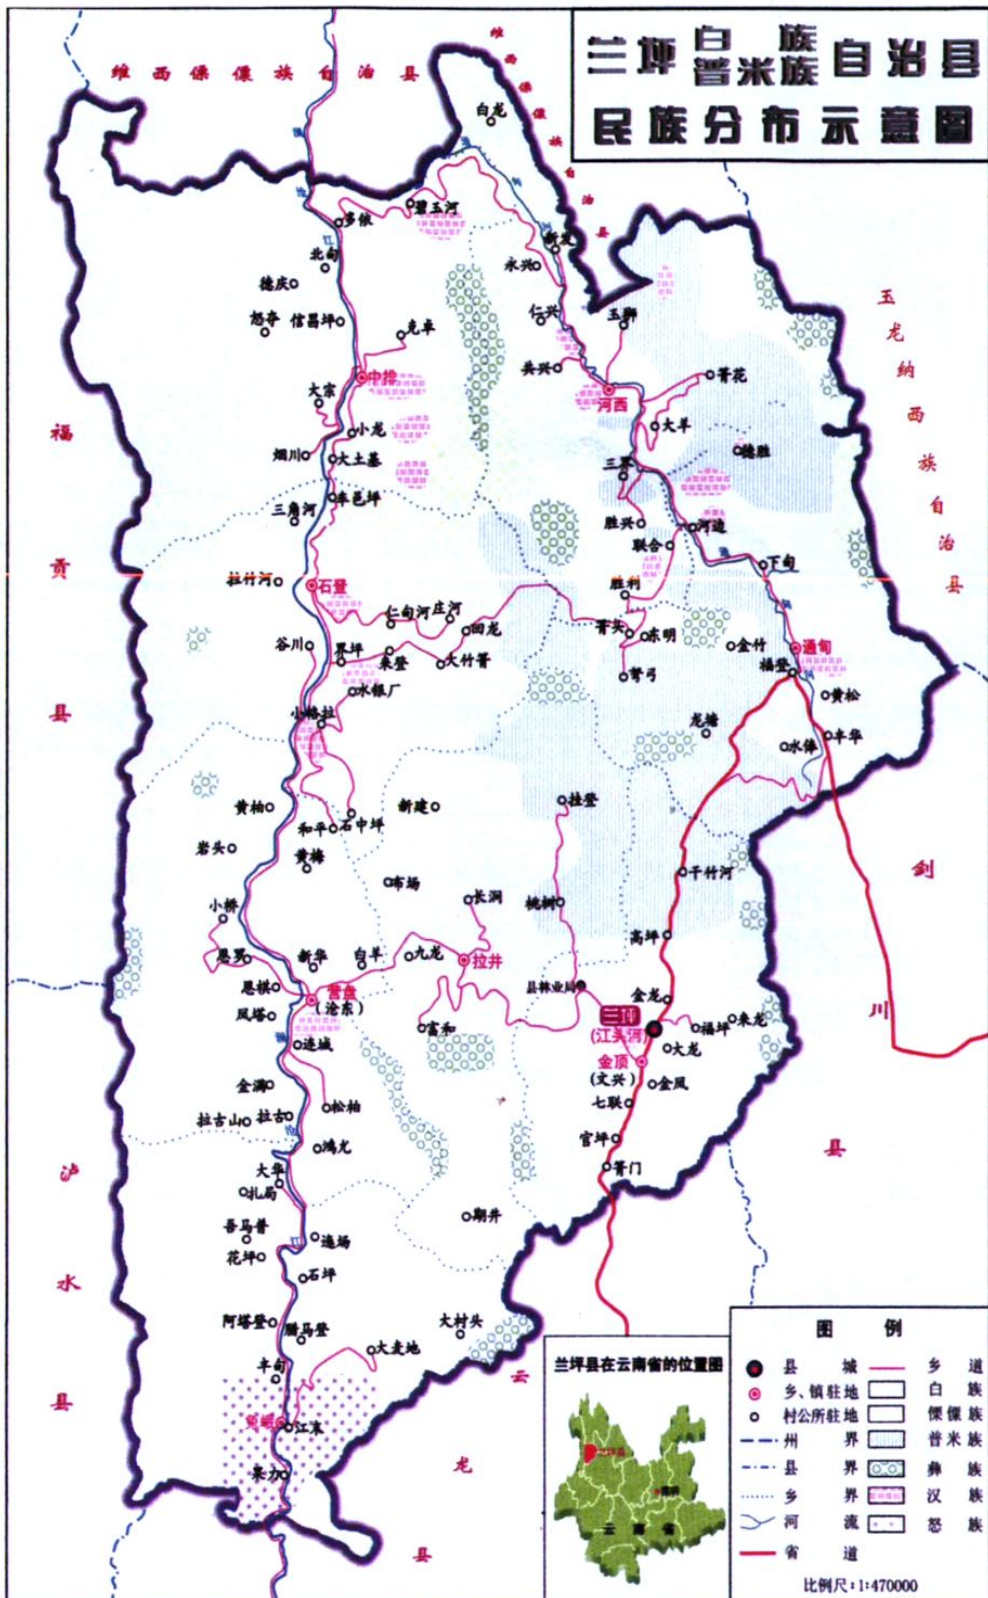 兰坪白族普米族自治县
民族分布示意图
维西傈僳族自治县
维西傈僳族自治县
玉龙纳西族自治县
福贡县
泸水县
剑川县
云龙县
白龙
碧玉河
多依
北甸
德庆
怒夺
信昌坪
克卓
新发
永兴
仁兴
玉狮
共兴
河西
箐花
中排
大宗
小龙
烟川
大土基
车邑坪
三角河
大羊
德胜
三界
胜兴
河边
联合
下甸
胜利
拉竹河
石登
仁甸河
庄河
回龙
箐头
东明
金竹
通甸
福登
谷川
界坪
来登
大竹箐
弩弓
黄松
水银厂
小格拉
龙塘
水俸
丰华
黄柏
和平
石中坪
新建
挂登
岩头
黄梅
布场
长涧
桃树
干竹河
小桥
恩罗
新华
白羊
九龙
拉井
高坪
恩棋
营盘
(沧东)
县林业局
金龙
兰坪
(江头河)
凤塔
富和
福坪
来龙
连城
大龙
金顶
(文兴)
金凤
金满
松柏
七联
拉古山
拉古
官坪
鸿尤
箐门
大华
扎局
期井
吾马普
连场
花坪
石坪
阿塔登
腊马登
大村头
大麦地
丰甸
兔峨
江末
果力
兰坪县在云南省的位置图
云南省
图例
县城
乡道
乡、镇驻地
白族
村公所驻地
傈僳族
州界
普米族
县界
彝族
乡界
汉族
河流
怒族
省道
比例尺:1:470000